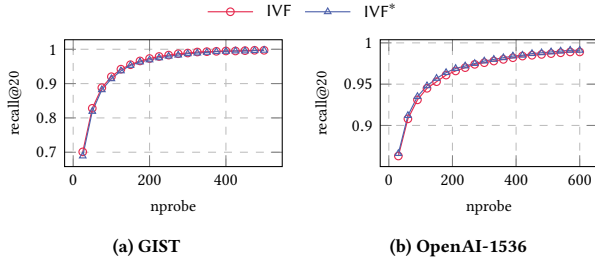 IVF IVF*
recall@20
1
0.9
0.8
0.7
0 200 400
nprobe
(a) GIST
recall@20
1
0.95
0.9
0 200 400 600
nprobe
(b) OpenAI-1536